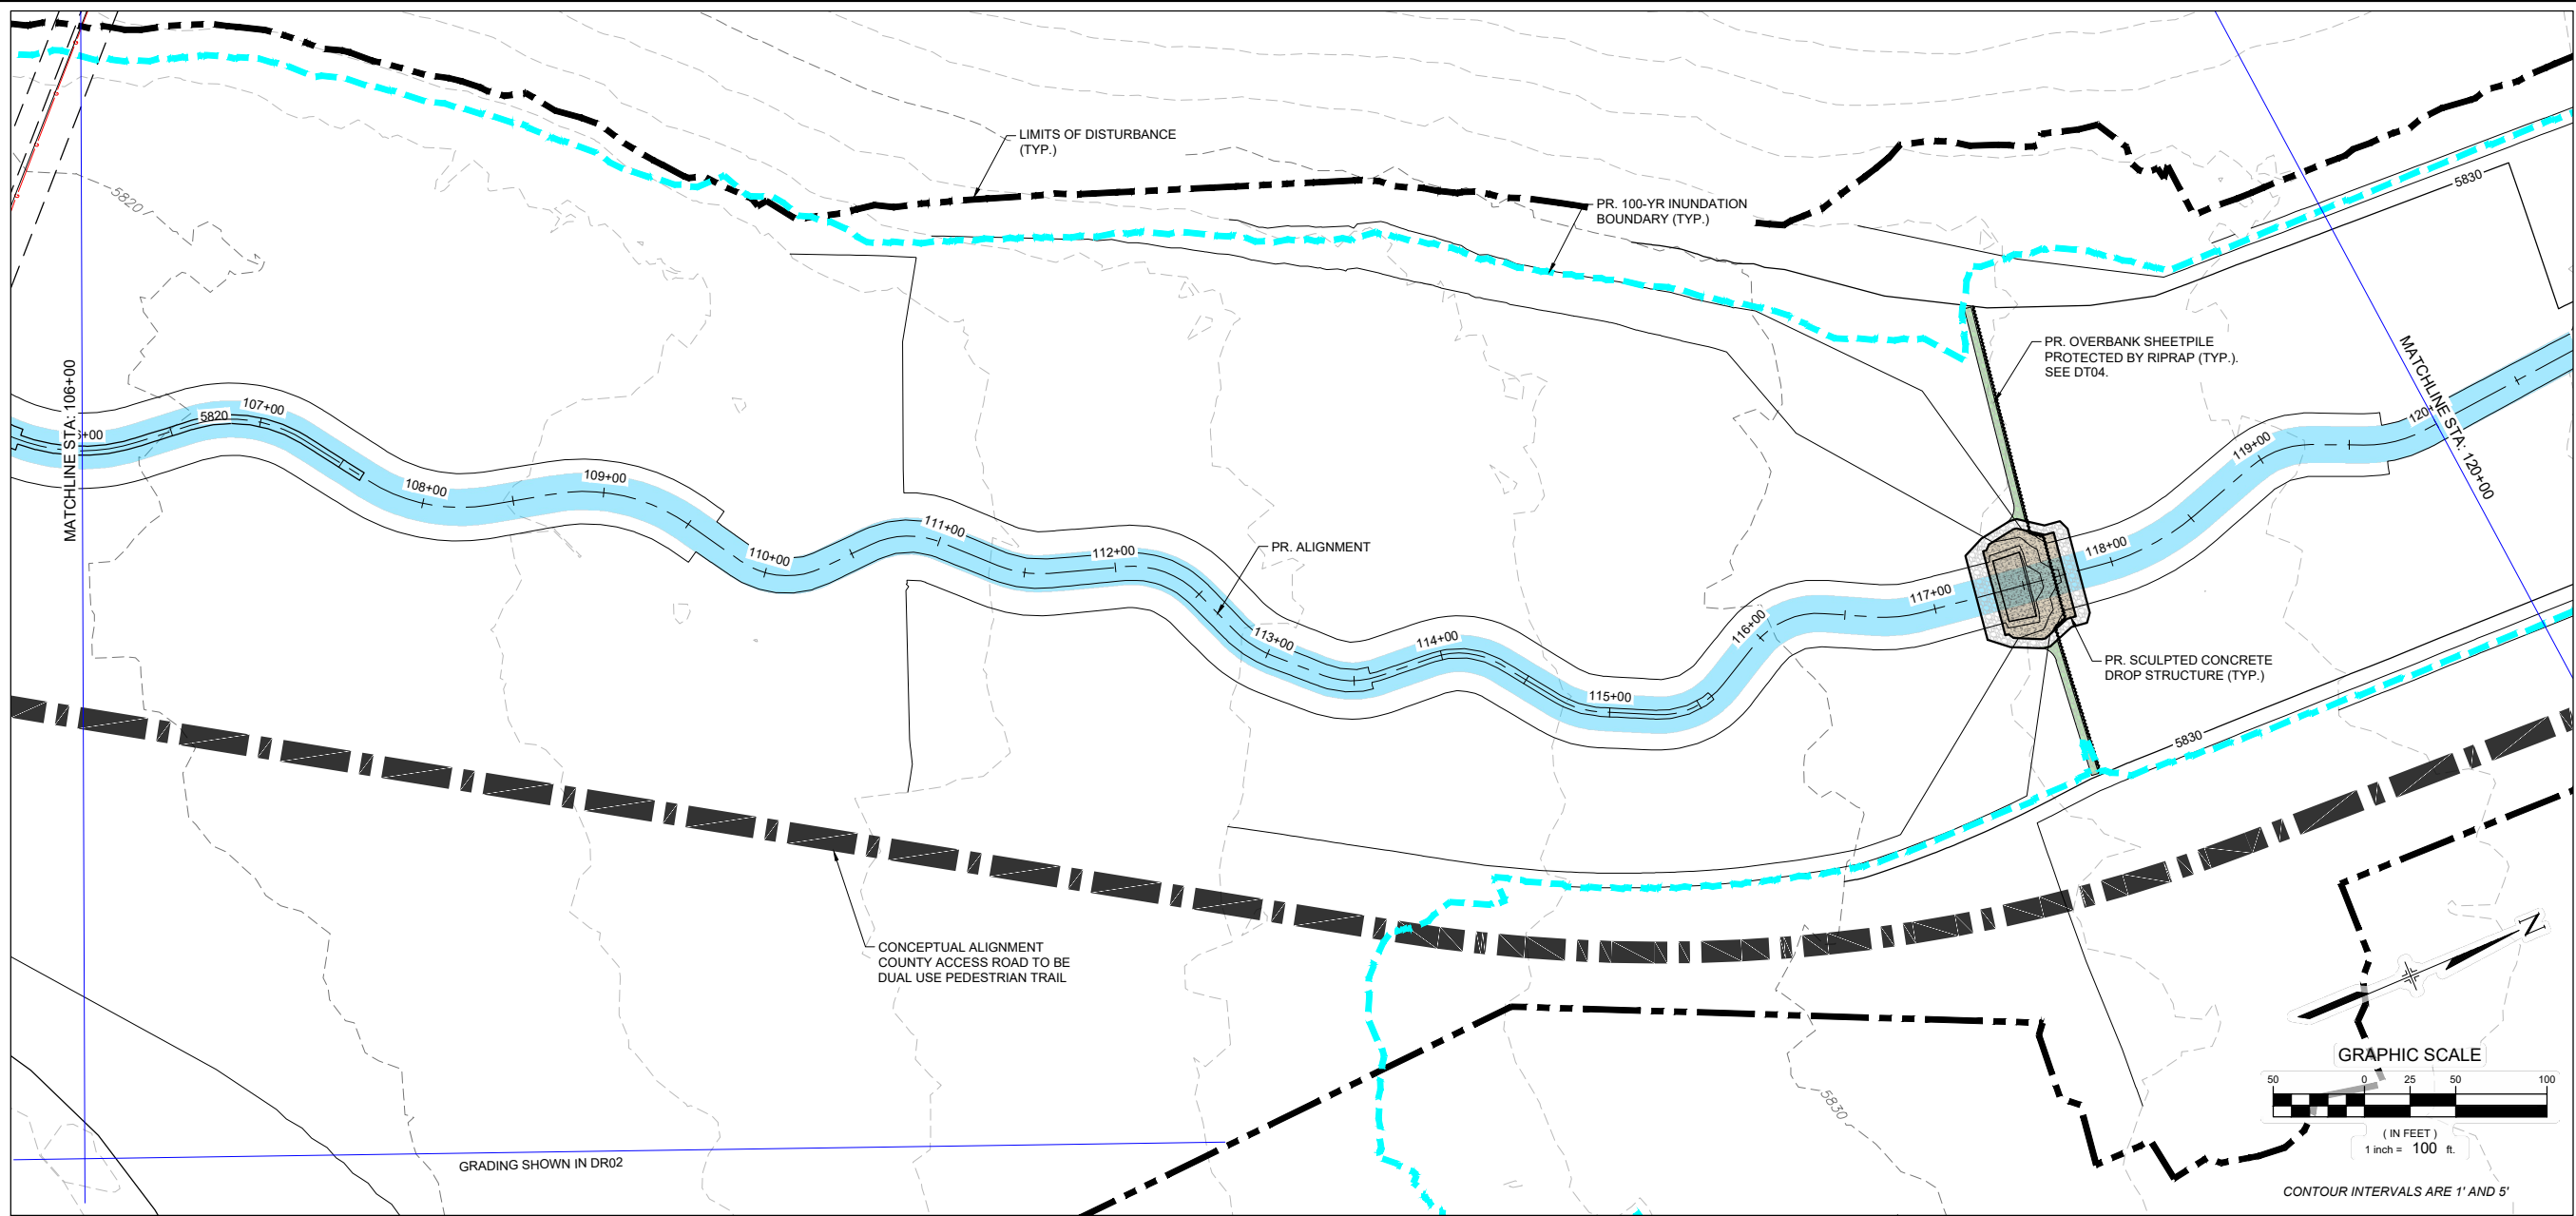 LIMITS OF DISTURBANCE
(TYP.)
5820
PR. 100-YR INUNDATION
BOUNDARY (TYP.)
5830
MATCHLINE STA: 106+00
6+00
5820
107+00
108+00
109+00
110+00
111+00
112+00
PR. ALIGNMENT
113+00
114+00
115+00
116+00
117+00
118+00
119+00
120+
MATCHLINE STA: 120+00
PR. OVERBANK SHEETPILE
PROTECTED BY RIPRAP (TYP.).
SEE DT04.
PR. SCULPTED CONCRETE
DROP STRUCTURE (TYP.)
5830
CONCEPTUAL ALIGNMENT
COUNTY ACCESS ROAD TO BE
DUAL USE PEDESTRIAN TRAIL
N
5830
GRADING SHOWN IN DR02
GRAPHIC SCALE
50 0 25 50 100
( IN FEET )
1 inch = 100 ft.
CONTOUR INTERVALS ARE 1' AND 5'